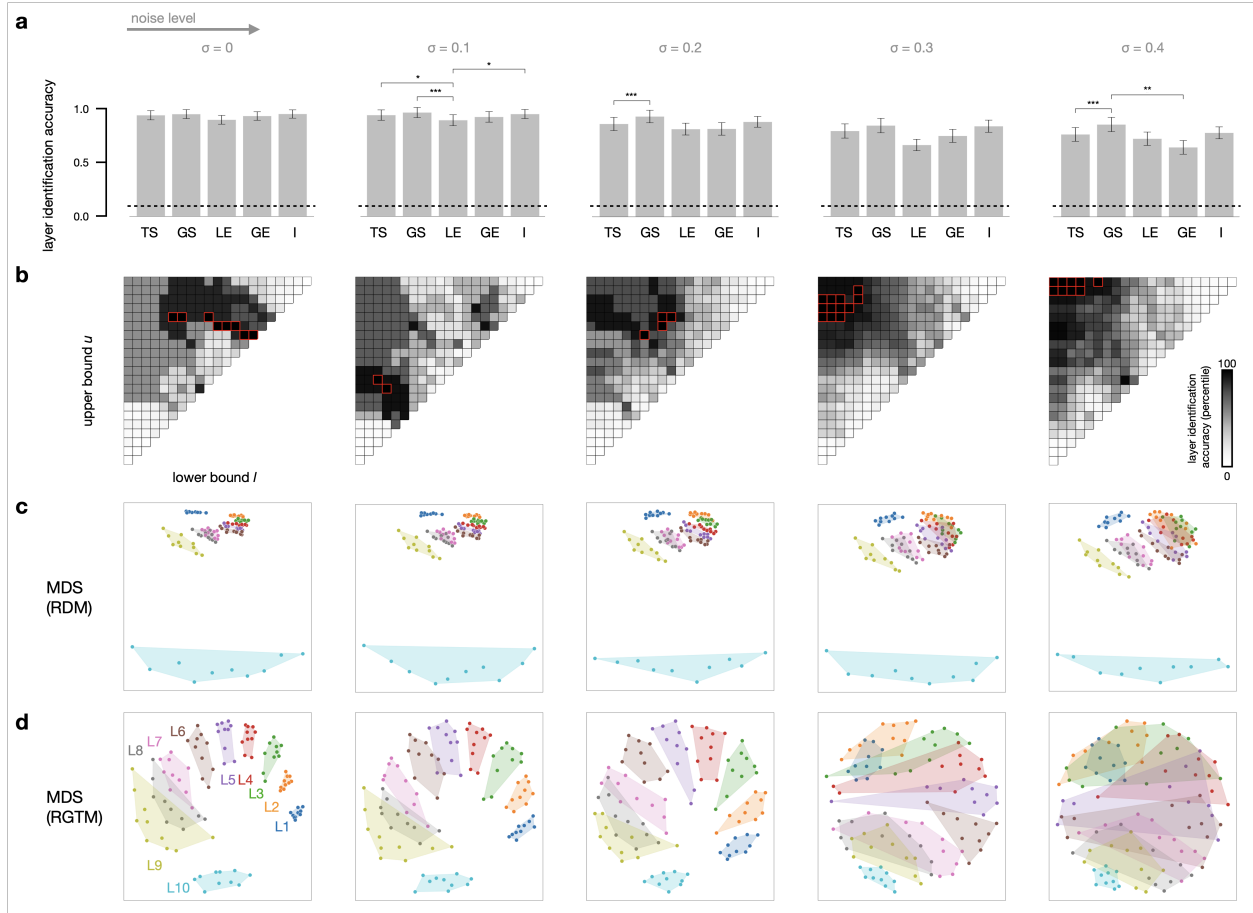 a
noise level
σ = 0
σ = 0.1
σ = 0.2
σ = 0.3
σ = 0.4
*
*
***
***
***
**
layer identification accuracy
1.0
0.5
0.0
TS GS LE GE I
TS GS LE GE I
TS GS LE GE I
TS GS LE GE I
TS GS LE GE I
b
upper bound u
lower bound l
layer identification
accuracy (percentile)
100
0
c
MDS
(RDM)
d
MDS
(RGTM)
L6
L7
L8
L5
L4
L3
L2
L1
L9
L10